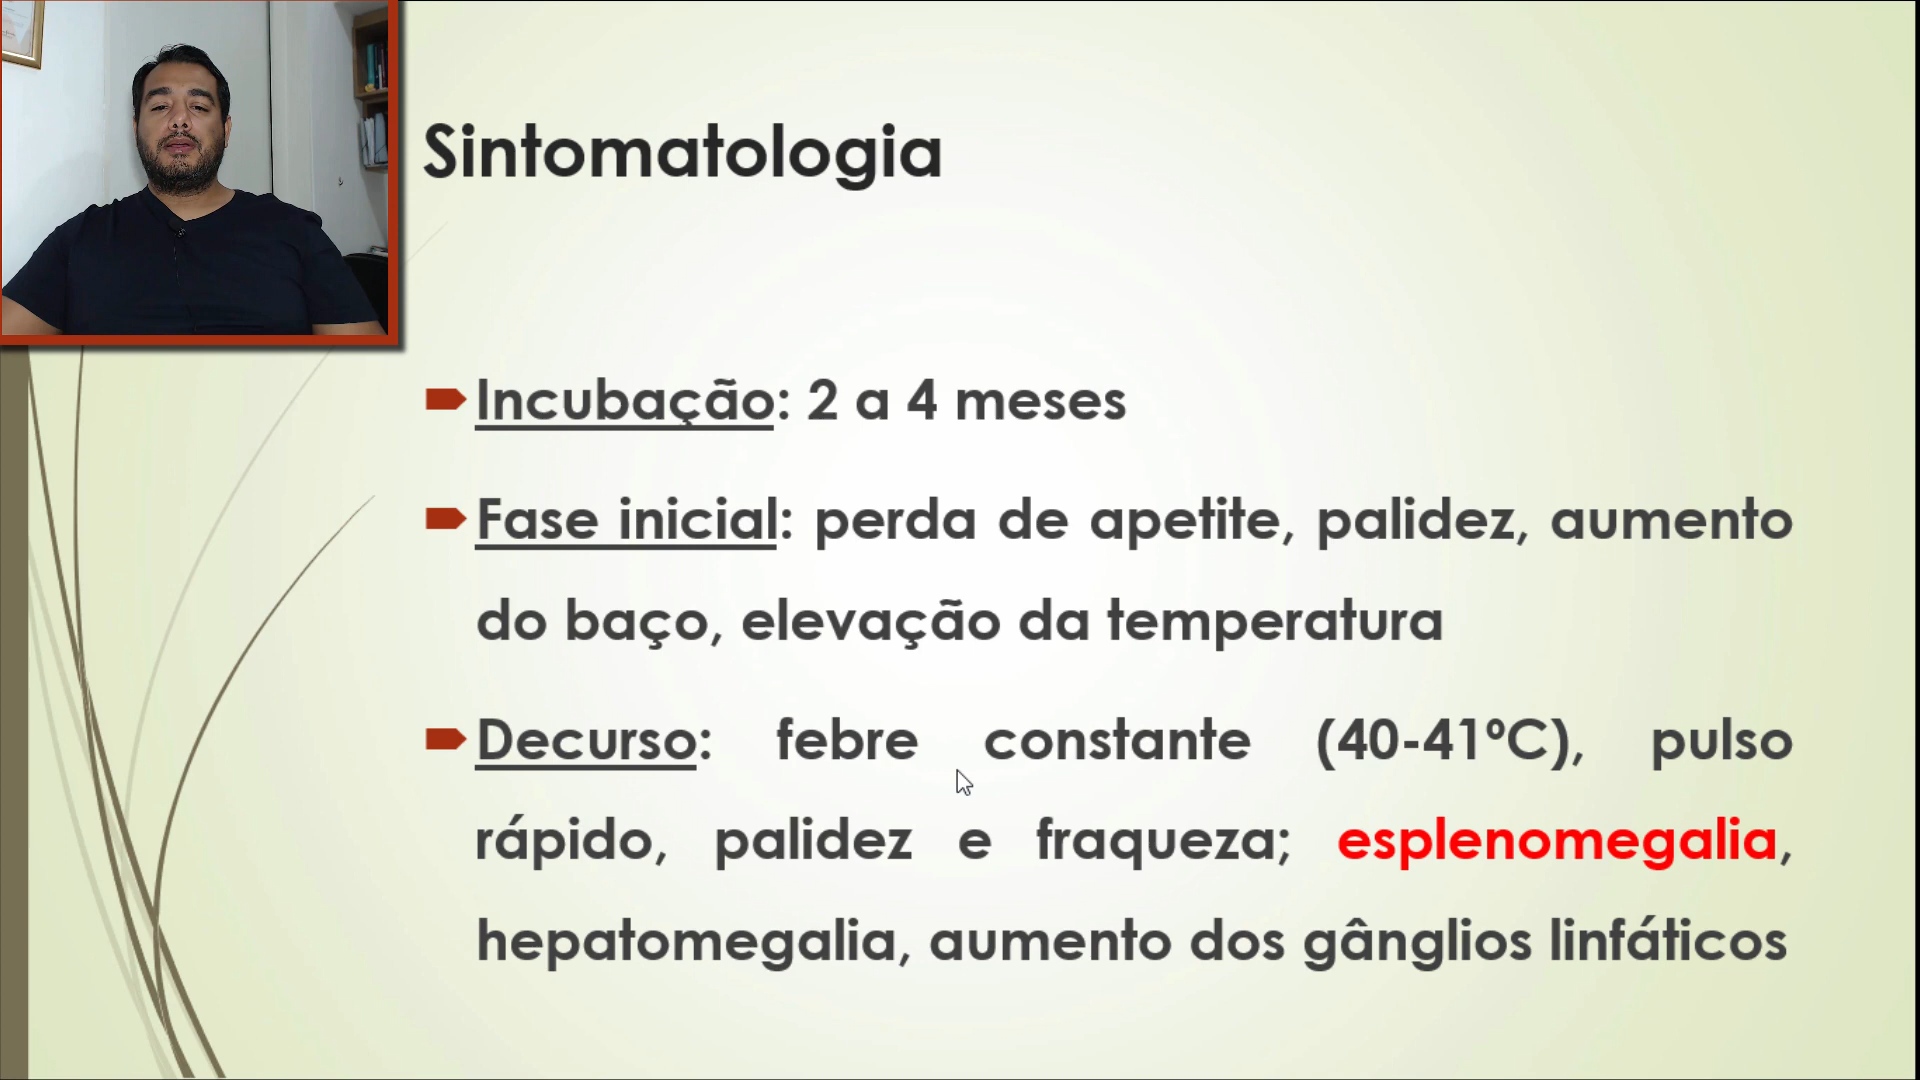 Sintomatologia
Incubação: 2 a 4 meses
Fase inicial: perda de apetite, palidez, aumento
do baço, elevação da temperatura
Decurso: febre constante (40-41ºC), pulso
rápido, palidez e fraqueza; esplenomegalia,
hepatomegalia, aumento dos gânglios linfáticos